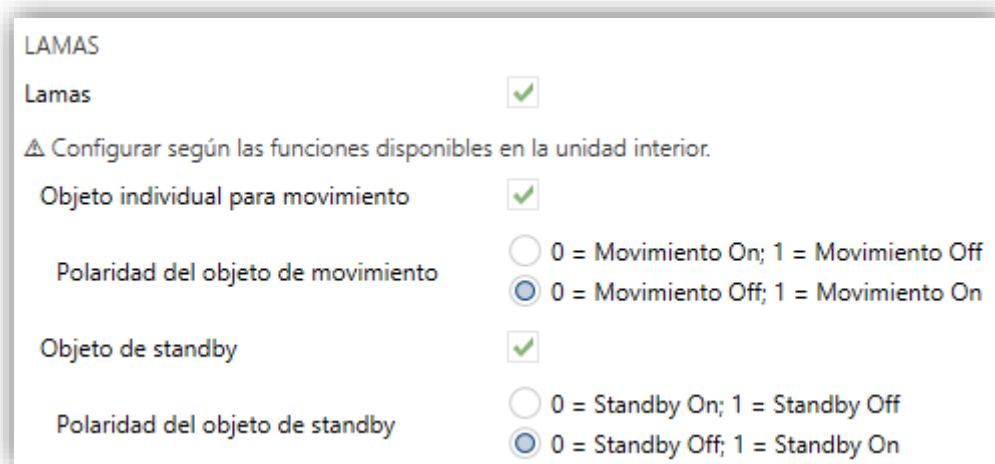 LAMAS
Lamas
⚠ Configurar según las funciones disponibles en la unidad interior.
Objeto individual para movimiento
Polaridad del objeto de movimiento
0 = Movimiento On; 1 = Movimiento Off
0 = Movimiento Off; 1 = Movimiento On
Objeto de standby
Polaridad del objeto de standby
0 = Standby On; 1 = Standby Off
0 = Standby Off; 1 = Standby On